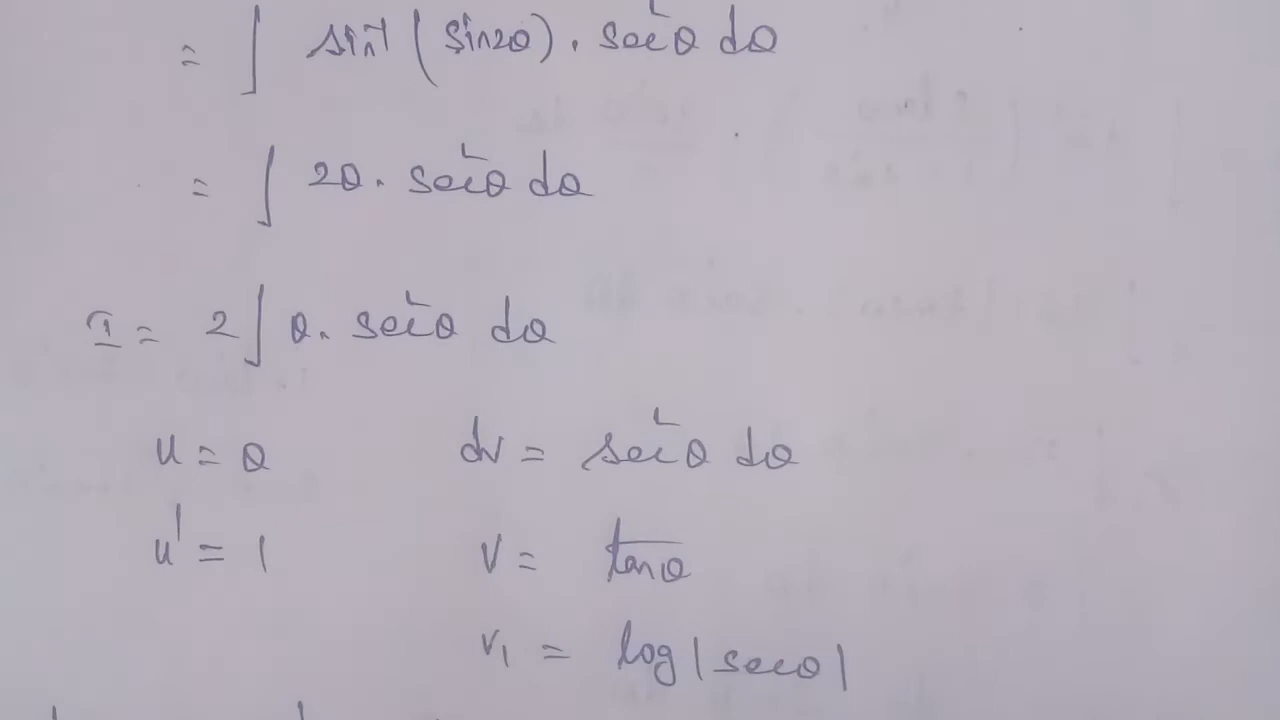 = ∫ sin⁻¹ (sin2θ). sec²θ dθ
= ∫ 2θ. sec²θ dθ
I = 2∫ θ. sec²θ dθ
u = θ dv = sec²θ dθ
u' = 1 v = tanθ
v₁ = log|secθ|